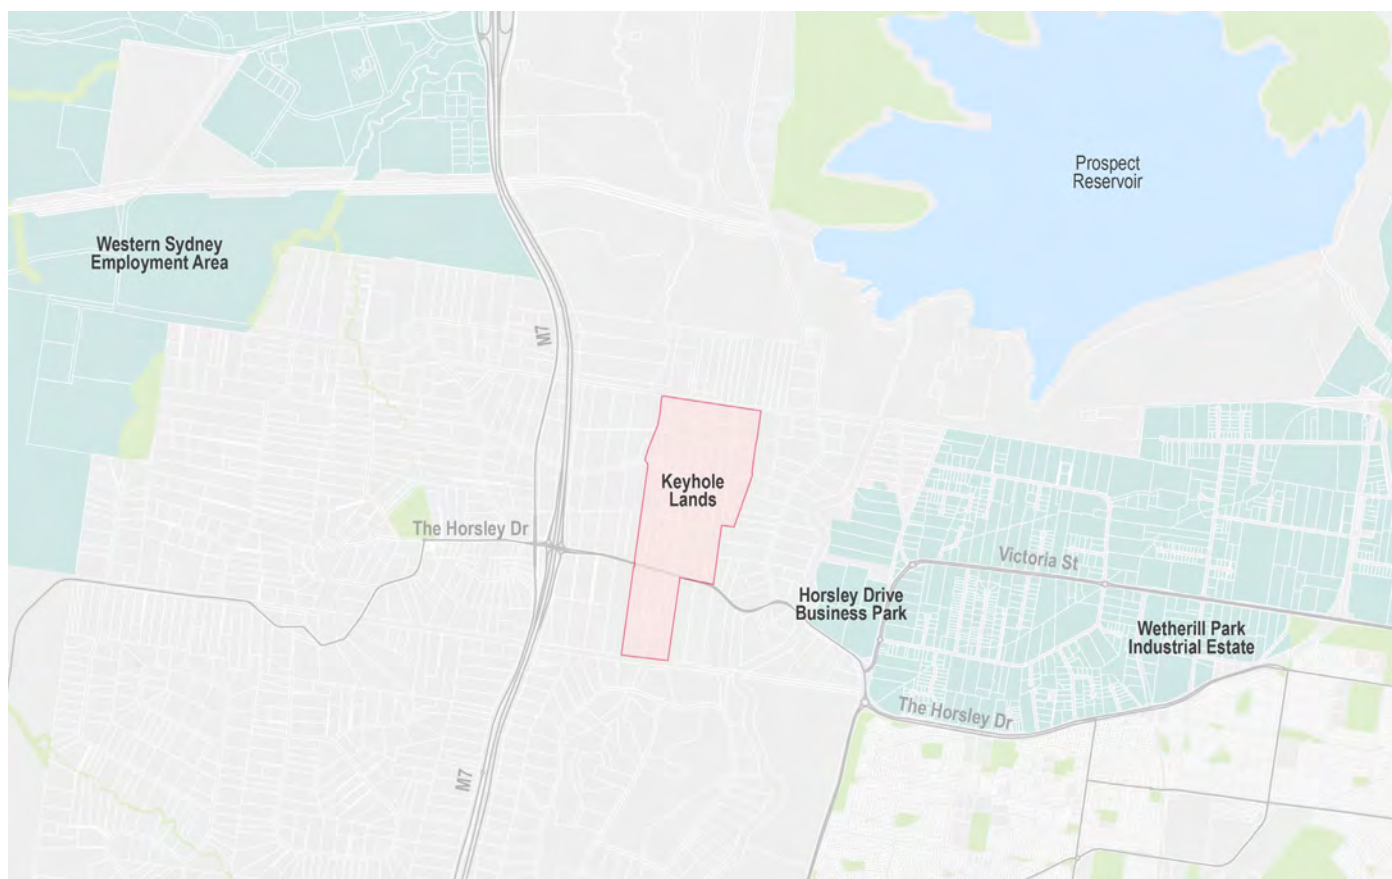 Prospect
Reservoir
Western Sydney
Employment Area
M7
Keyhole
Lands
The Horsley Dr
Victoria St
Horsley Drive
Business Park
Wetherill Park
Industrial Estate
The Horsley Dr
M7